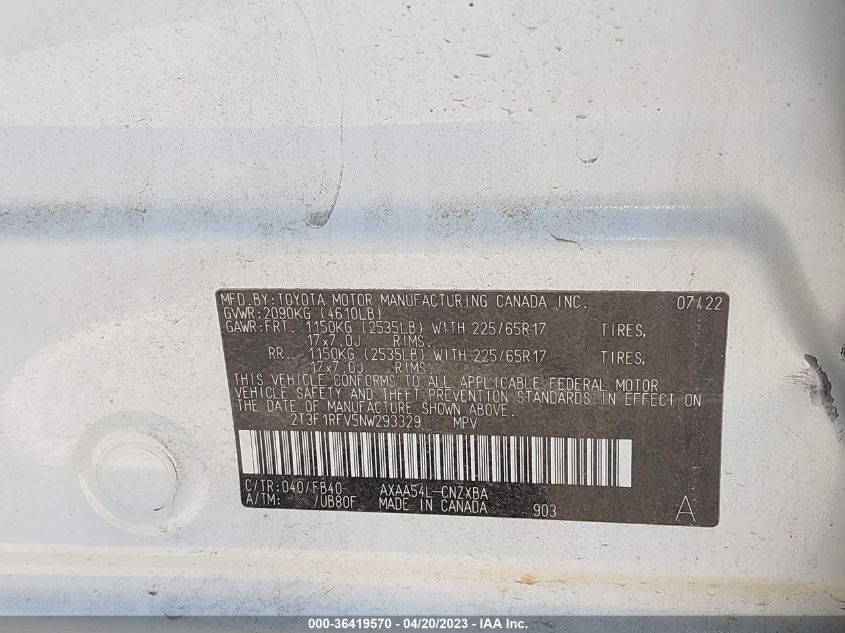 MFD. BY: TOYOTA MOTOR MANUFACTURING CANADA INC. 07/22
GVWR: 2090KG (4610LB)
GAWR: FRT. 1150KG (2535LB) WITH 225/65R17 TIRES,
17x7.0J RIMS.
RR. 1150KG (2535LB) WITH 225/65R17 TIRES,
17x7.0J RIMS.
THIS VEHICLE CONFORMS TO ALL APPLICABLE FEDERAL MOTOR
VEHICLE SAFETY AND THEFT PREVENTION STANDARDS IN EFFECT ON
THE DATE OF MANUFACTURE SHOWN ABOVE.
2T3F1RFV5NW293329 MPV
C/TR: 040/FB40 AXAA54L-CNZXBA
A/TM: /UB80F MADE IN CANADA 903 A
000-36419570 - 04/20/2023 - IAA Inc.